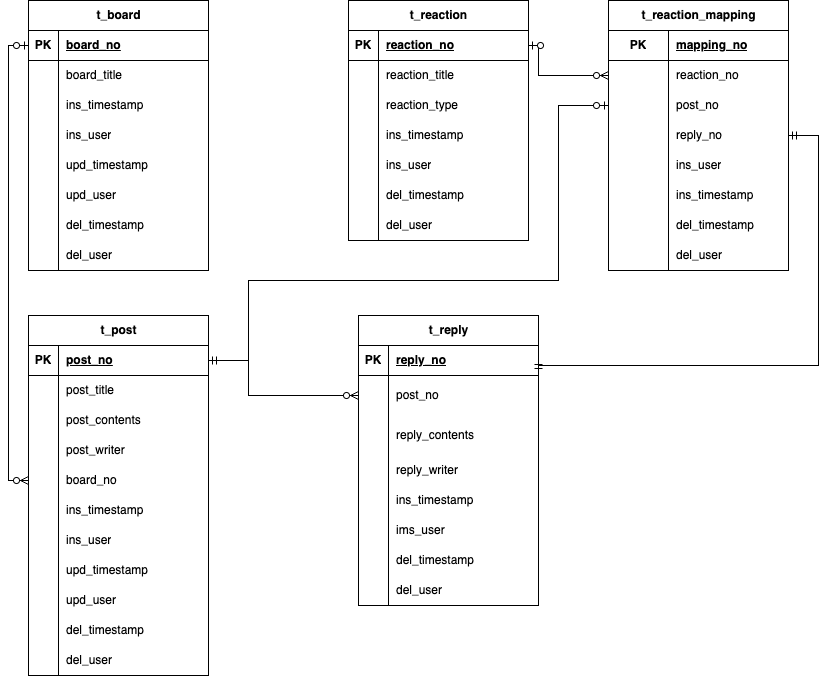 t_board
PK board_no
board_title
ins_timestamp
ins_user
upd_timestamp
upd_user
del_timestamp
del_user
t_reaction
PK reaction_no
reaction_title
reaction_type
ins_timestamp
ins_user
del_timestamp
del_user
t_reaction_mapping
PK mapping_no
reaction_no
post_no
reply_no
ins_user
ins_timestamp
del_timestamp
del_user
t_post
PK post_no
post_title
post_contents
post_writer
board_no
ins_timestamp
ins_user
upd_timestamp
upd_user
del_timestamp
del_user
t_reply
PK reply_no
post_no
reply_contents
reply_writer
ins_timestamp
ims_user
del_timestamp
del_user